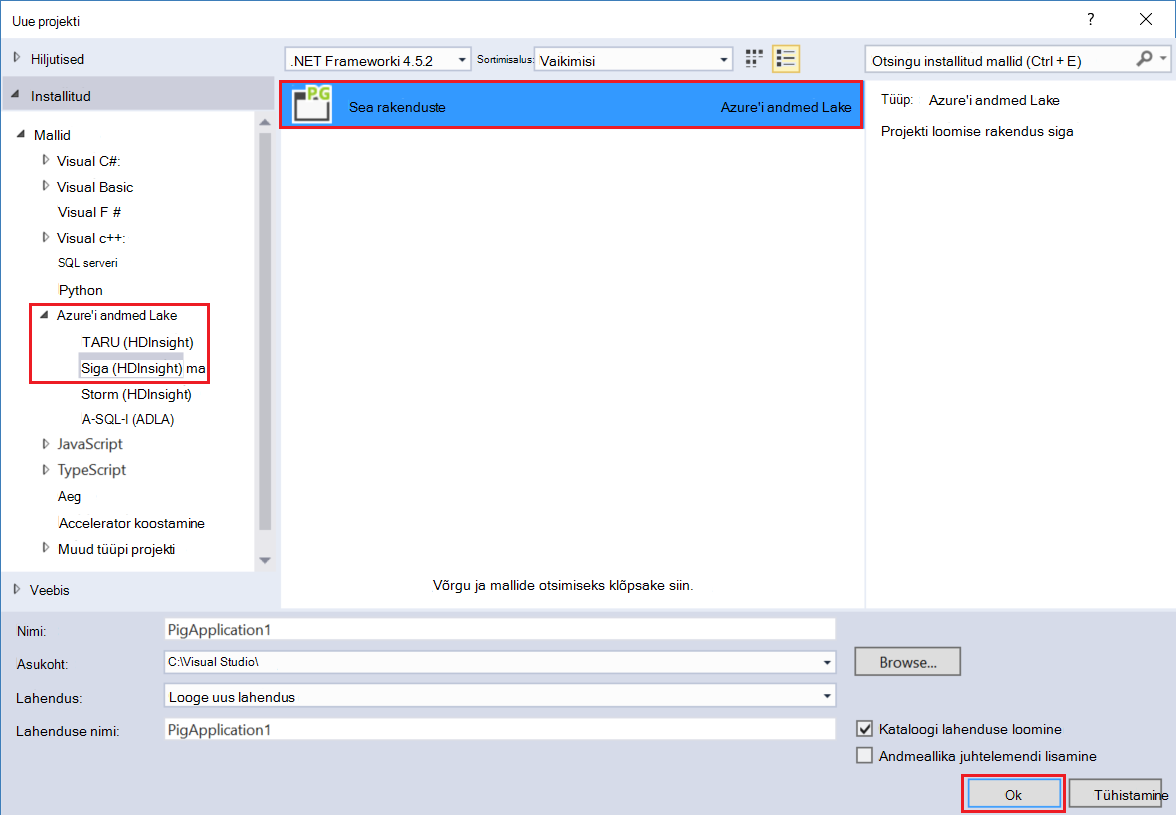 Uue projekti
?
Hiljutised
.NET Frameworki 4.5.2
Sortimisalus:
Vaikimisi
Otsingu installitud mallid (Ctrl + E)
Installitud
Mallid
Visual C#:
Visual Basic
Visual F #
Visual c++:
SQL serveri
Python
Azure'i andmed Lake
TARU (HDInsight)
Siga (HDInsight) ma
Storm (HDInsight)
A-SQL-I (ADLA)
JavaScript
TypeScript
Aeg
Accelerator koostamine
Muud tüüpi projekti
Veebis
PG
Sea rakenduste
Azure'i andmed Lake
Võrgu ja mallide otsimiseks klõpsake siin.
Tüüp: Azure'i andmed Lake
Projekti loomise rakendus siga
Nimi: PigApplication1
Asukoht: C:\Visual Studio\
Browse...
Lahendus: Looge uus lahendus
Lahenduse nimi: PigApplication1
Kataloogi lahenduse loomine
Andmeallika juhtelemendi lisamine
Ok
Tühistamine